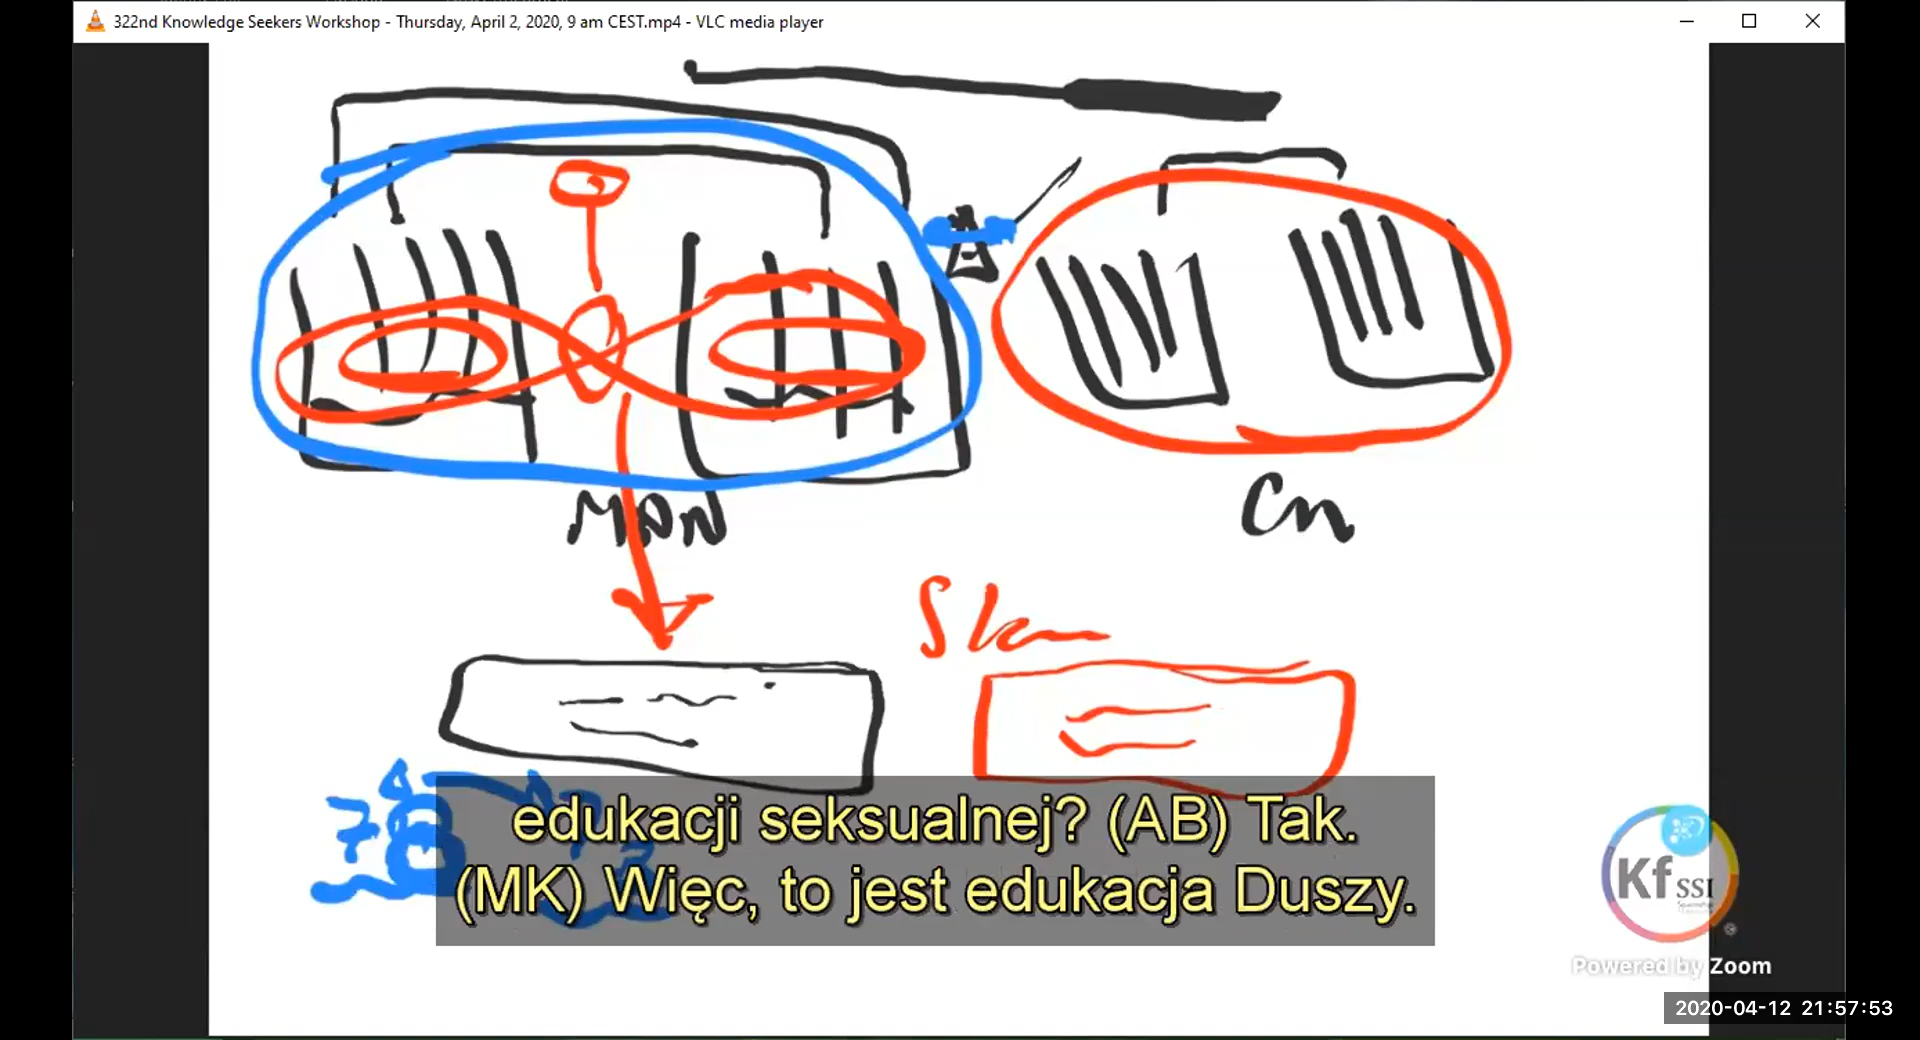 322nd Knowledge Seekers Workshop - Thursday, April 2, 2020, 9 am CEST.mp4 - VLC media player
Cn
edukacji seksualnej? (AB) Tak.
(MK) Więc, to jest edukacja Duszy.
Kf SSI
Powered by Zoom
2020-04-12 21:57:53